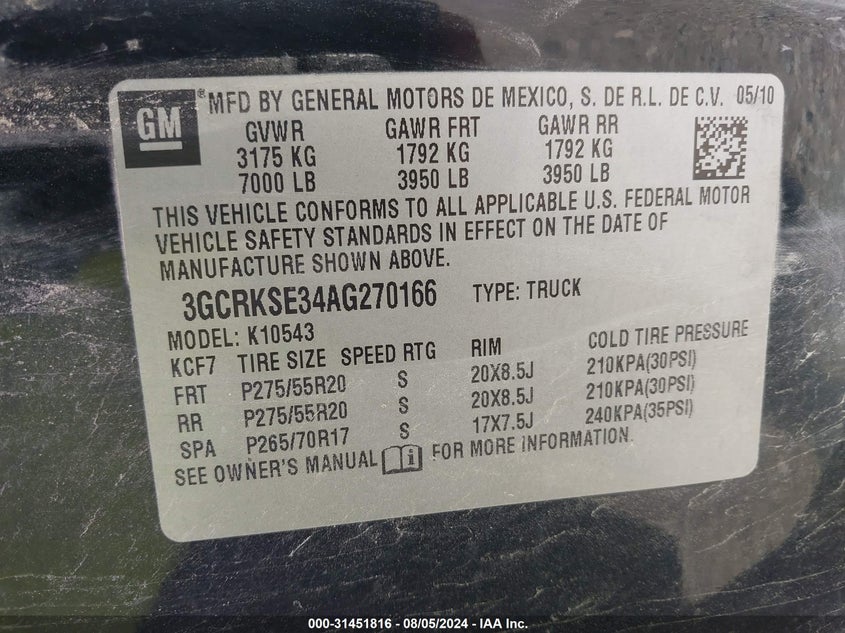 GM
® MFD BY GENERAL MOTORS DE MEXICO, S. DE R.L. DE C.V. 05/10
GVWR GAWR FRT GAWR RR
3175 KG 1792 KG 1792 KG
7000 LB 3950 LB 3950 LB
THIS VEHICLE CONFORMS TO ALL APPLICABLE U.S. FEDERAL MOTOR
VEHICLE SAFETY STANDARDS IN EFFECT ON THE DATE OF
MANUFACTURE SHOWN ABOVE.
3GCRKSE34AG270166 TYPE: TRUCK
MODEL: K10543
KCF7 TIRE SIZE SPEED RTG RIM COLD TIRE PRESSURE
FRT P275/55R20 S 20X8.5J 210KPA(30PSI)
RR P275/55R20 S 20X8.5J 210KPA(30PSI)
SPA P265/70R17 S 17X7.5J 240KPA(35PSI)
SEE OWNER'S MANUAL FOR MORE INFORMATION.
000-31451816 - 08/05/2024 - IAA Inc.